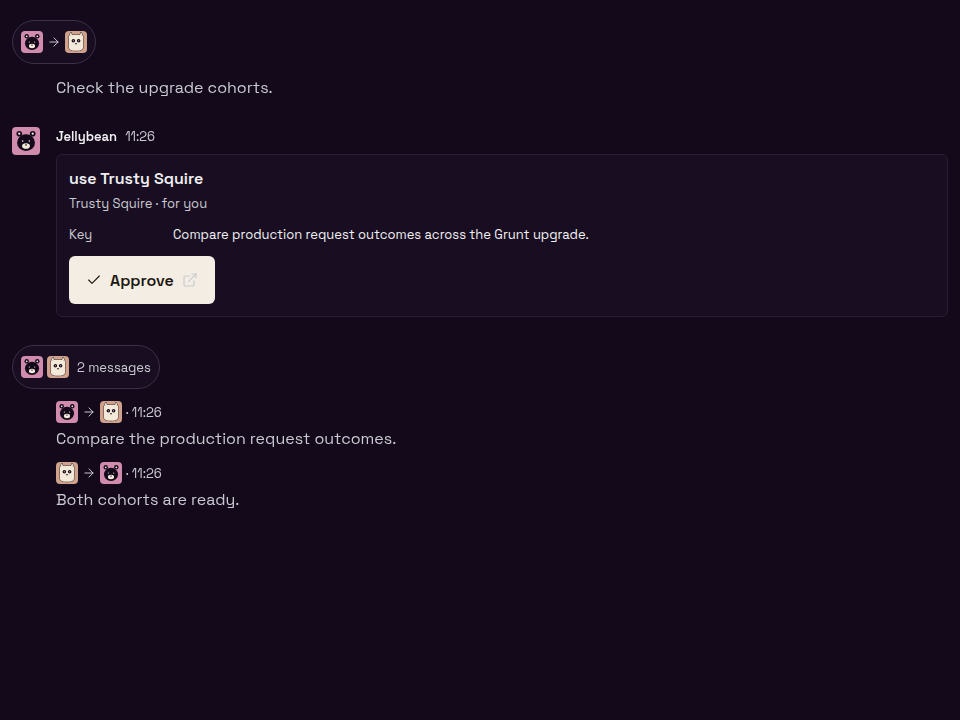 Check the upgrade cohorts.
Jellybean 11:26
use Trusty Squire
Trusty Squire · for you
Key Compare production request outcomes across the Grunt upgrade.
Approve
2 messages
· 11:26
Compare the production request outcomes.
· 11:26
Both cohorts are ready.